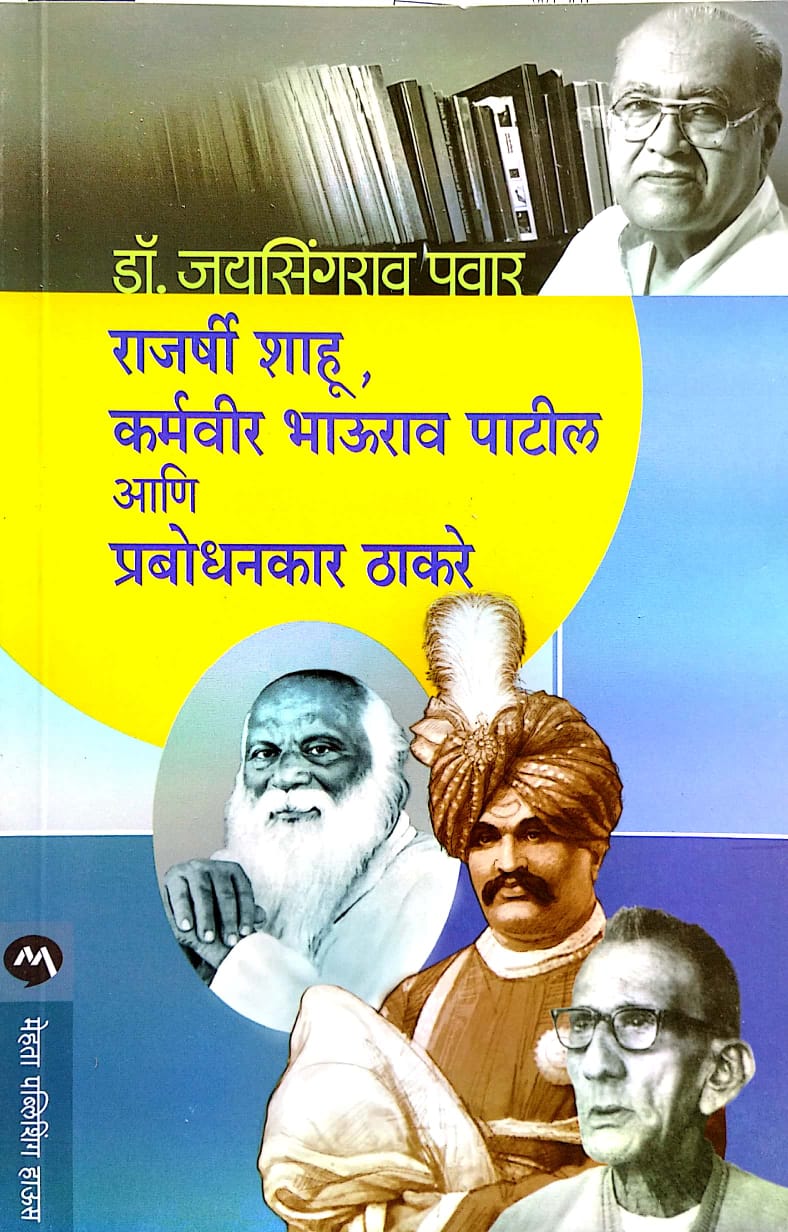 डॉ. जयसिंगराव पवार
राजर्षी शाहू ,
कर्मवीर भाऊराव पाटील
आणि
प्रबोधनकार ठाकरे
मेहता पब्लिशिंग हाऊस